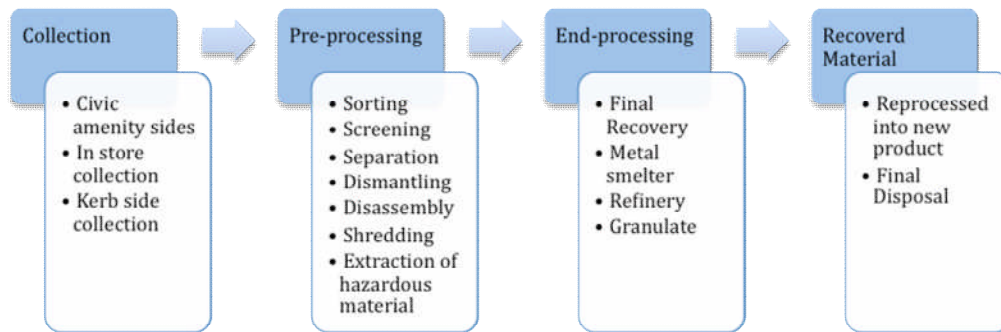 Collection
• Civic
amenity sides
• In store
collection
• Kerb side
collection
Pre-processing
• Sorting
• Screening
• Separation
• Dismantling
• Disassembly
• Shredding
• Extraction of
hazardous
material
End-processing
• Final
Recovery
• Metal
smelter
• Refinery
• Granulate
Recoverd
Material
• Reprocessed
into new
product
• Final
Disposal